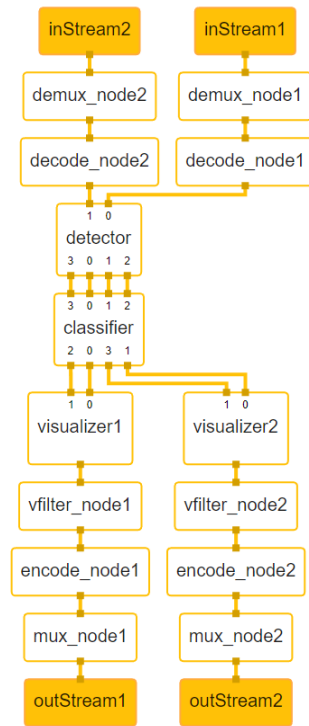 inStream2 inStream1
demux_node2 demux_node1
decode_node2 decode_node1
1 0
detector
3 0 1 2
3 0 1 2
classifier
2 0 3 1
1 0 1 0
visualizer1 visualizer2
vfilter_node1 vfilter_node2
encode_node1 encode_node2
mux_node1 mux_node2
outStream1 outStream2